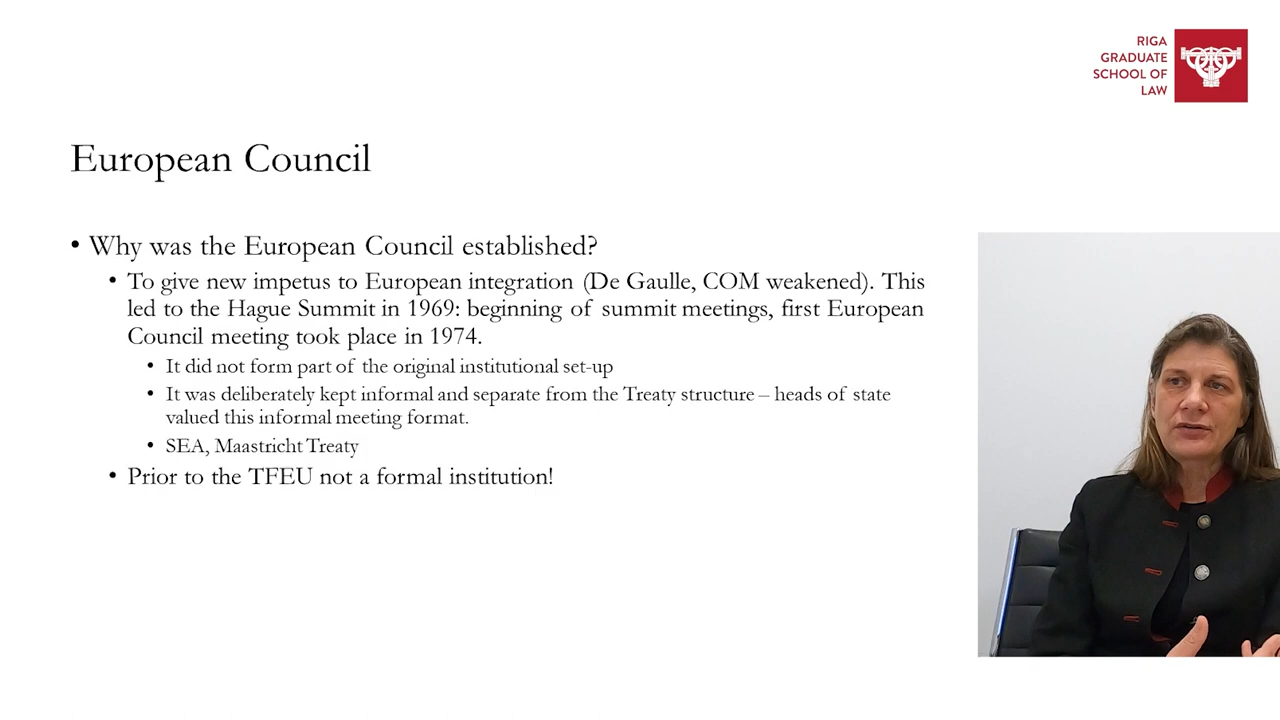 RIGA
GRADUATE
SCHOOL OF
LAW
European Council
• Why was the European Council established?
• To give new impetus to European integration (De Gaulle, COM weakened). This
led to the Hague Summit in 1969: beginning of summit meetings, first European
Council meeting took place in 1974.
• It did not form part of the original institutional set-up
• It was deliberately kept informal and separate from the Treaty structure – heads of state
valued this informal meeting format.
• SEA, Maastricht Treaty
• Prior to the TFEU not a formal institution!